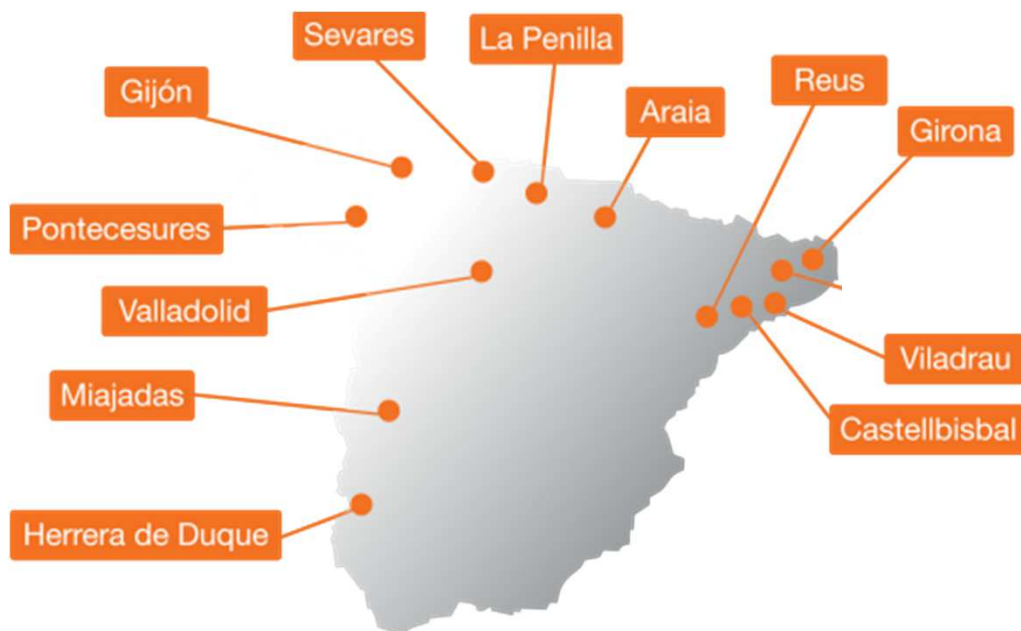 Sevares
La Penilla
Gijón
Reus
Araia
Girona
Pontecesures
Valladolid
Viladrau
Miajadas
Castellbisbal
Herrera de Duque